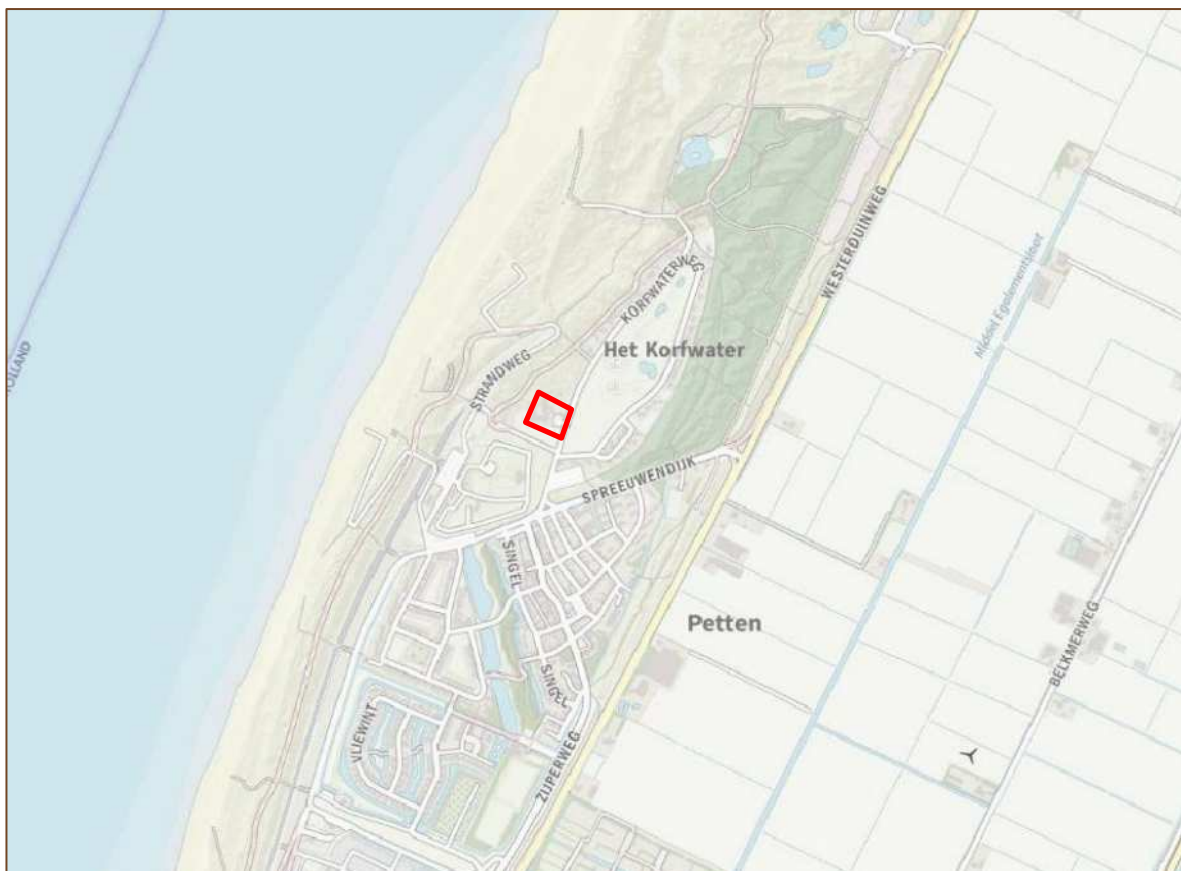 WESTERDUINWEG
Middel Egalementsloot
KORFWATERWEG
Het Korfwater
STRANDWEG
HOLLAND
SPREEUWENDIJK
SINGEL
Petten
BELKMERWEG
SINGEL
VLIEWINT
ZIJPERWEG